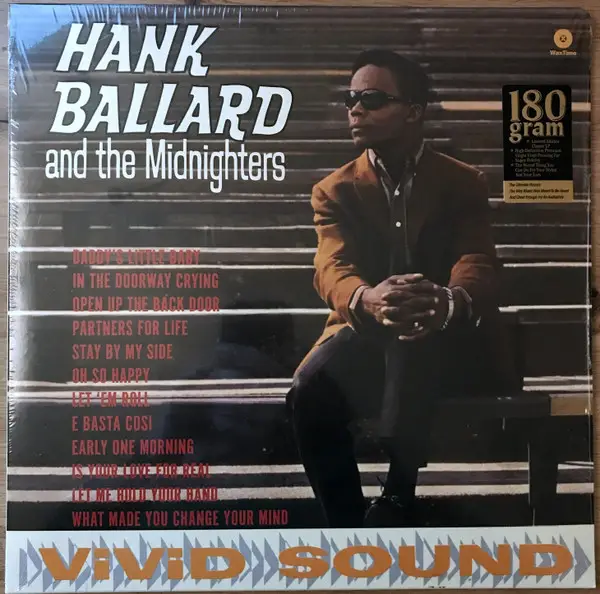 HANK
BALLARD
and the Midnighters
WaxTime
180
gram
DADDY'S LITTLE BABY
IN THE DOORWAY CRYING
OPEN UP THE BACK DOOR
PARTNERS FOR LIFE
STAY BY MY SIDE
OH SO HAPPY
LET 'EM ROLL
E BASTA COSI
EARLY ONE MORNING
IS YOUR LOVE FOR REAL
LET ME HOLD YOUR HAND
WHAT MADE YOU CHANGE YOUR MIND
ViViD SOUND